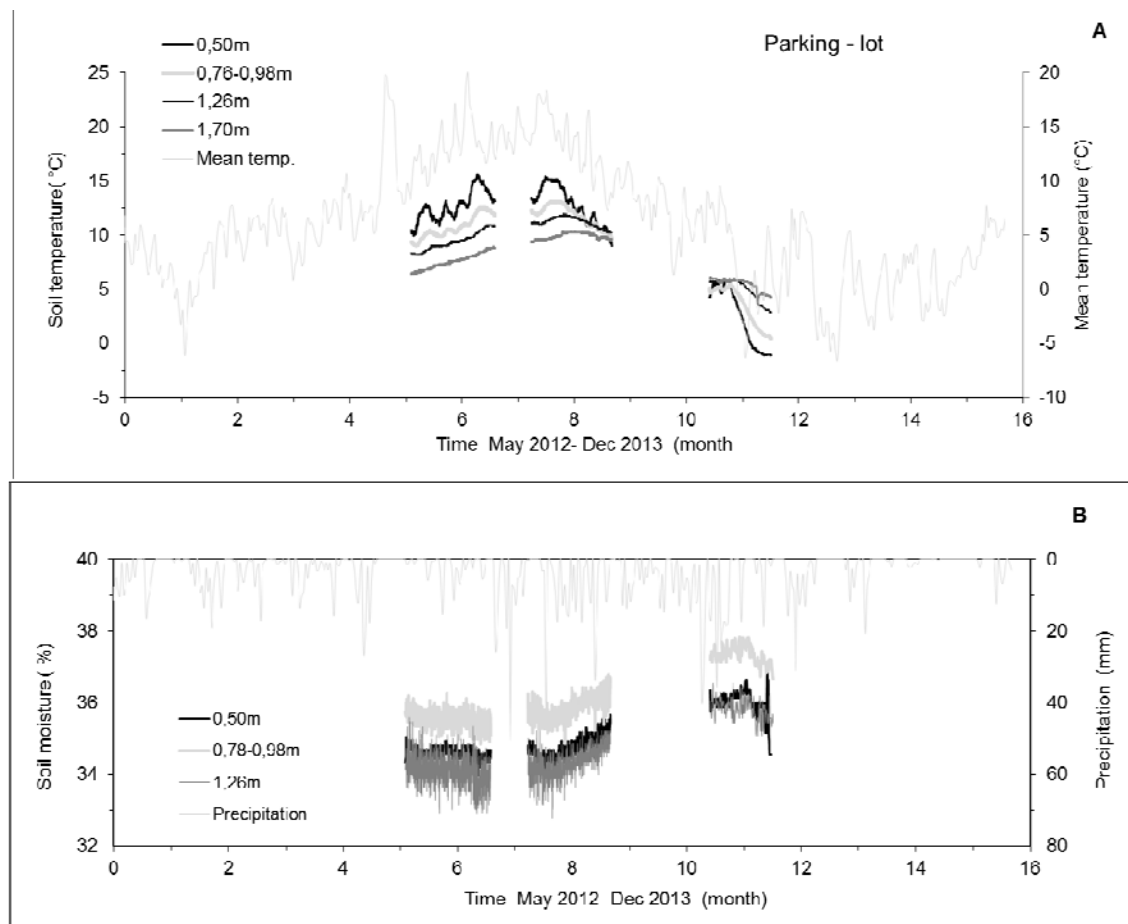 A
Parking - lot
0,50m
0,76-0,98m
1,26m
1,70m
Mean temp.
25
20
15
10
5
0
-5
20
15
10
5
0
-5
-10
Soil temperature( °C)
Mean temperature (°C)
0 2 4 6 8 10 12 14 16
Time May 2012- Dec 2013 (month
B
40
38
36
34
32
0
20
40
60
80
Soil moisture ( %)
Precipitation (mm)
0,50m
0,78-0,98m
1,26m
Precipitation
0 2 4 6 8 10 12 14 16
Time May 2012 Dec 2013 (month)